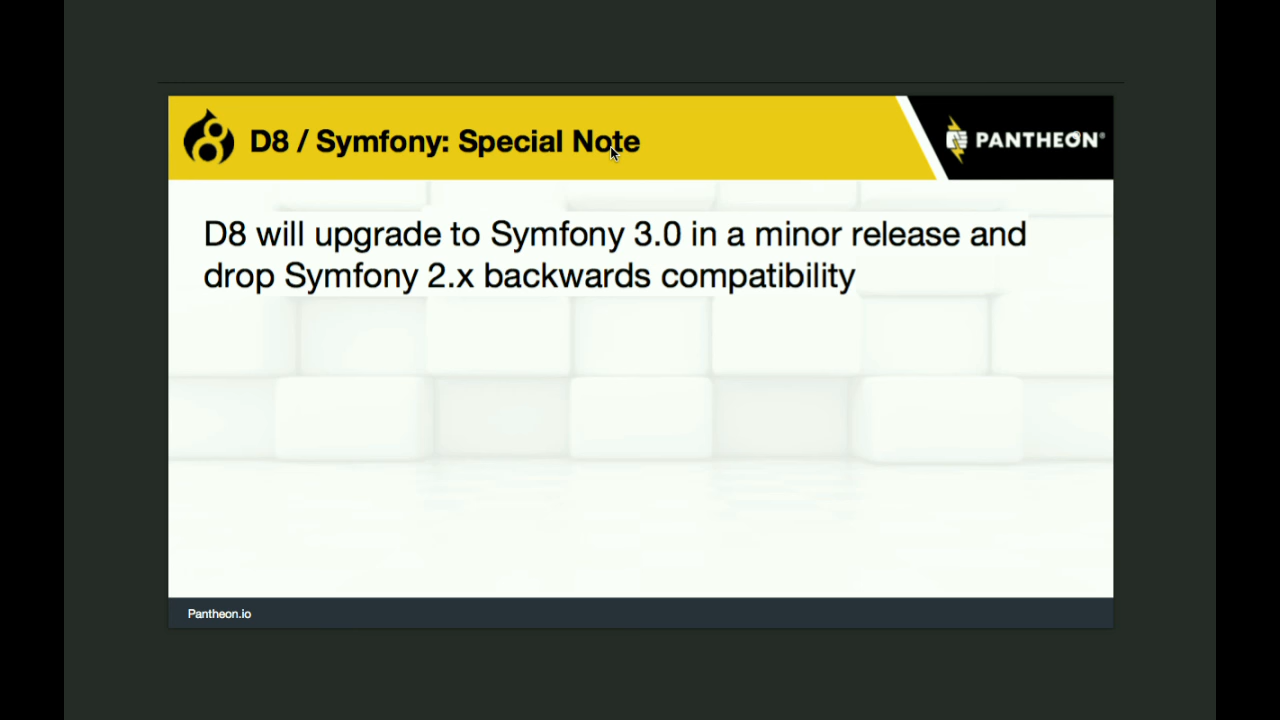 D8 / Symfony: Special Note
PANTHEON®
D8 will upgrade to Symfony 3.0 in a minor release and
drop Symfony 2.x backwards compatibility
Pantheon.io